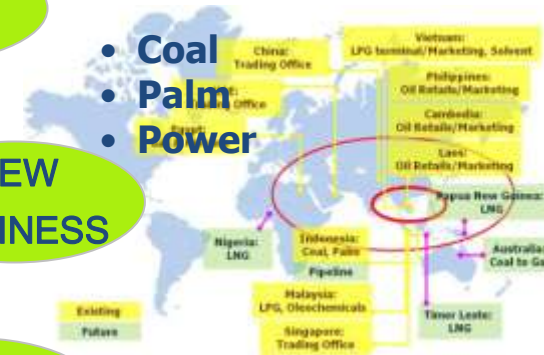 • Coal
• Palm
• Power
EW
INESS
China:
Trading Office
Vietnam:
LPG terminal/Marketing, Solvent
Philippines:
Oil Retails/Marketing
Cambodia:
Oil Retails/Marketing
Laos:
Oil Retails/Marketing
Office
Papua New Guinea:
LNG
Nigeria:
LNG
Indonesia:
Coal, Palm
Pipeline
Australia:
Coal to Ga
Malaysia:
LPG, Oleochemicals
Timor Leste:
LNG
Singapore:
Trading Office
Existing
Future